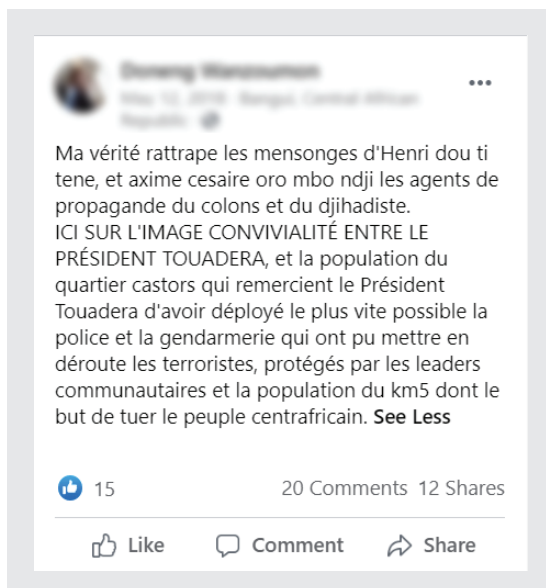 Ma vérité rattrape les mensonges d'Henri dou ti
tene, et axime cesaire oro mbo ndji les agents de
propagande du colons et du djihadiste.
ICI SUR L'IMAGE CONVIVIALITÉ ENTRE LE
PRÉSIDENT TOUADERA, et la population du
quartier castors qui remercient le Président
Touadera d'avoir déployé le plus vite possible la
police et la gendarmerie qui ont pu mettre en
déroute les terroristes, protégés par les leaders
communautaires et la population du km5 dont le
but de tuer le peuple centrafricain. See Less
15 20 Comments 12 Shares
Like Comment Share